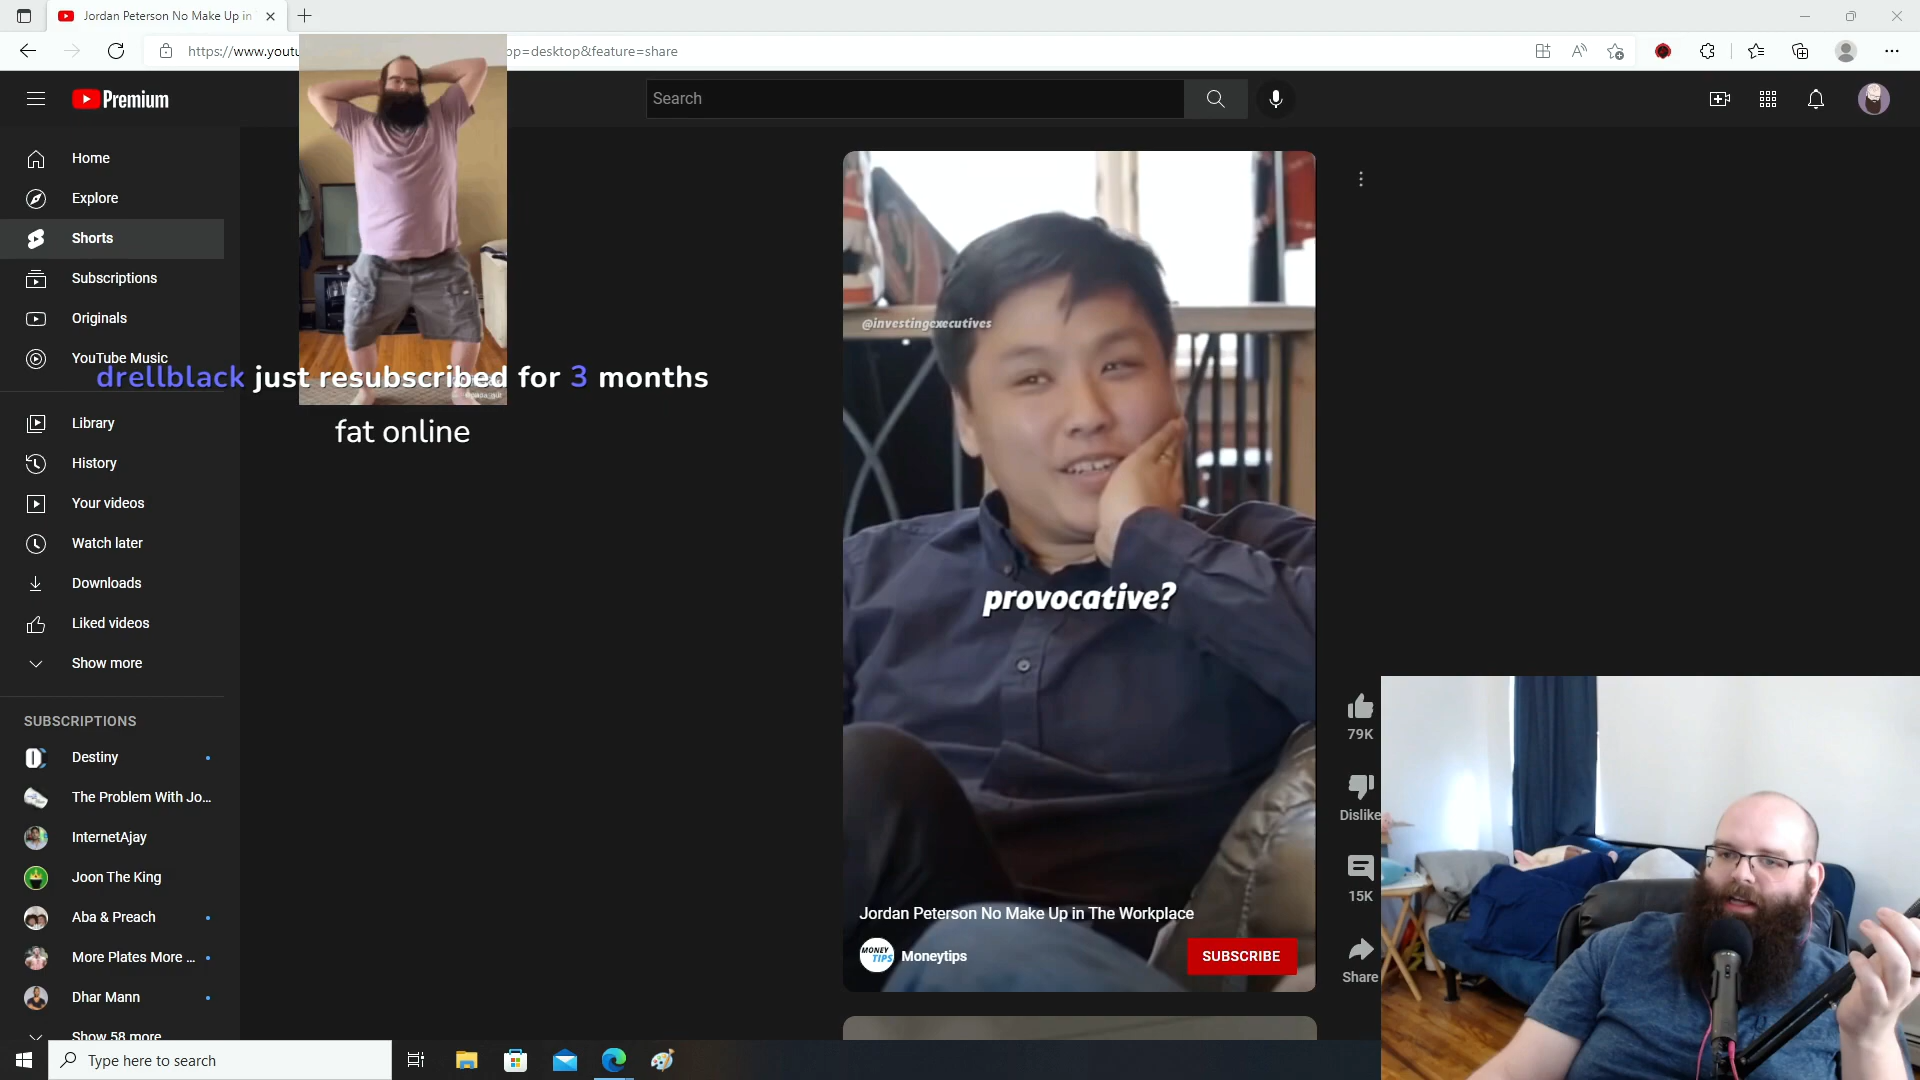 Jordan Peterson No Make Up in
https://www.youtu
pp=desktop&feature=share
Premium
Search
Home
Explore
Shorts
Subscriptions
Originals
YouTube Music
drellblack just resubscribed for 3 months
fat online
Library
History
Your videos
Watch later
Downloads
Liked videos
Show more
SUBSCRIPTIONS
Destiny
The Problem With Jo...
InternetAjay
Joon The King
Aba & Preach
More Plates More ...
Dhar Mann
Show 58 more
@investingexecutives
provocative?
Jordan Peterson No Make Up in The Workplace
MONEY
TIPS
Moneytips
SUBSCRIBE
79K
Dislike
15K
Share
Type here to search